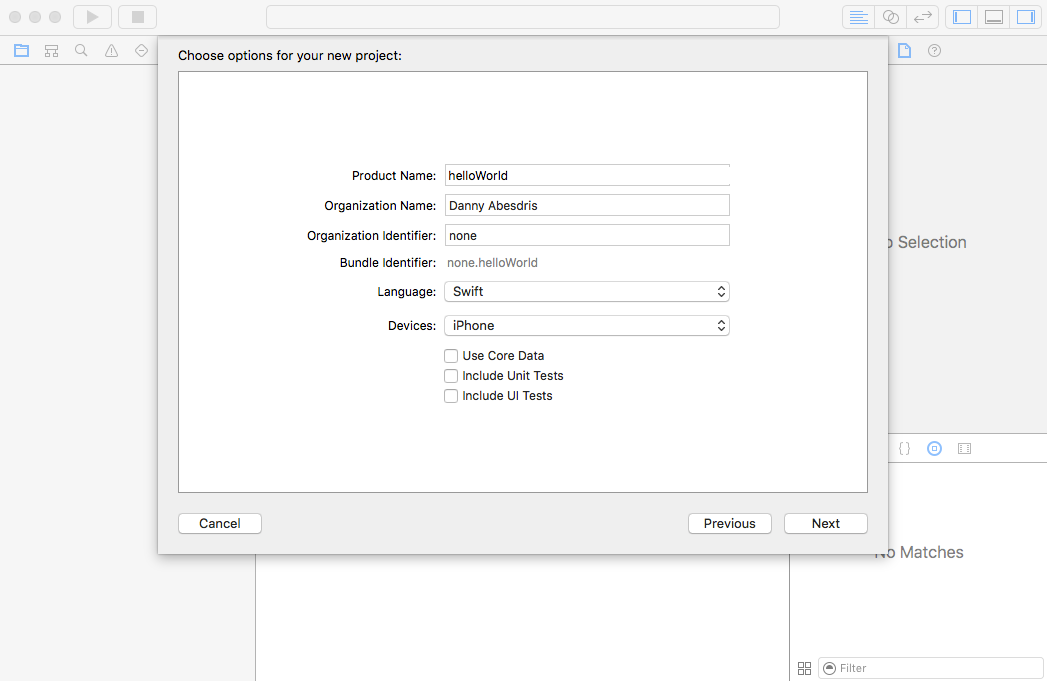 Choose options for your new project:
Product Name: helloWorld
Organization Name: Danny Abesdris
Organization Identifier: none
Bundle Identifier: none.helloWorld
Language: Swift
Devices: iPhone
Use Core Data
Include Unit Tests
Include UI Tests
Cancel Previous Next
Selection
No Matches
Filter